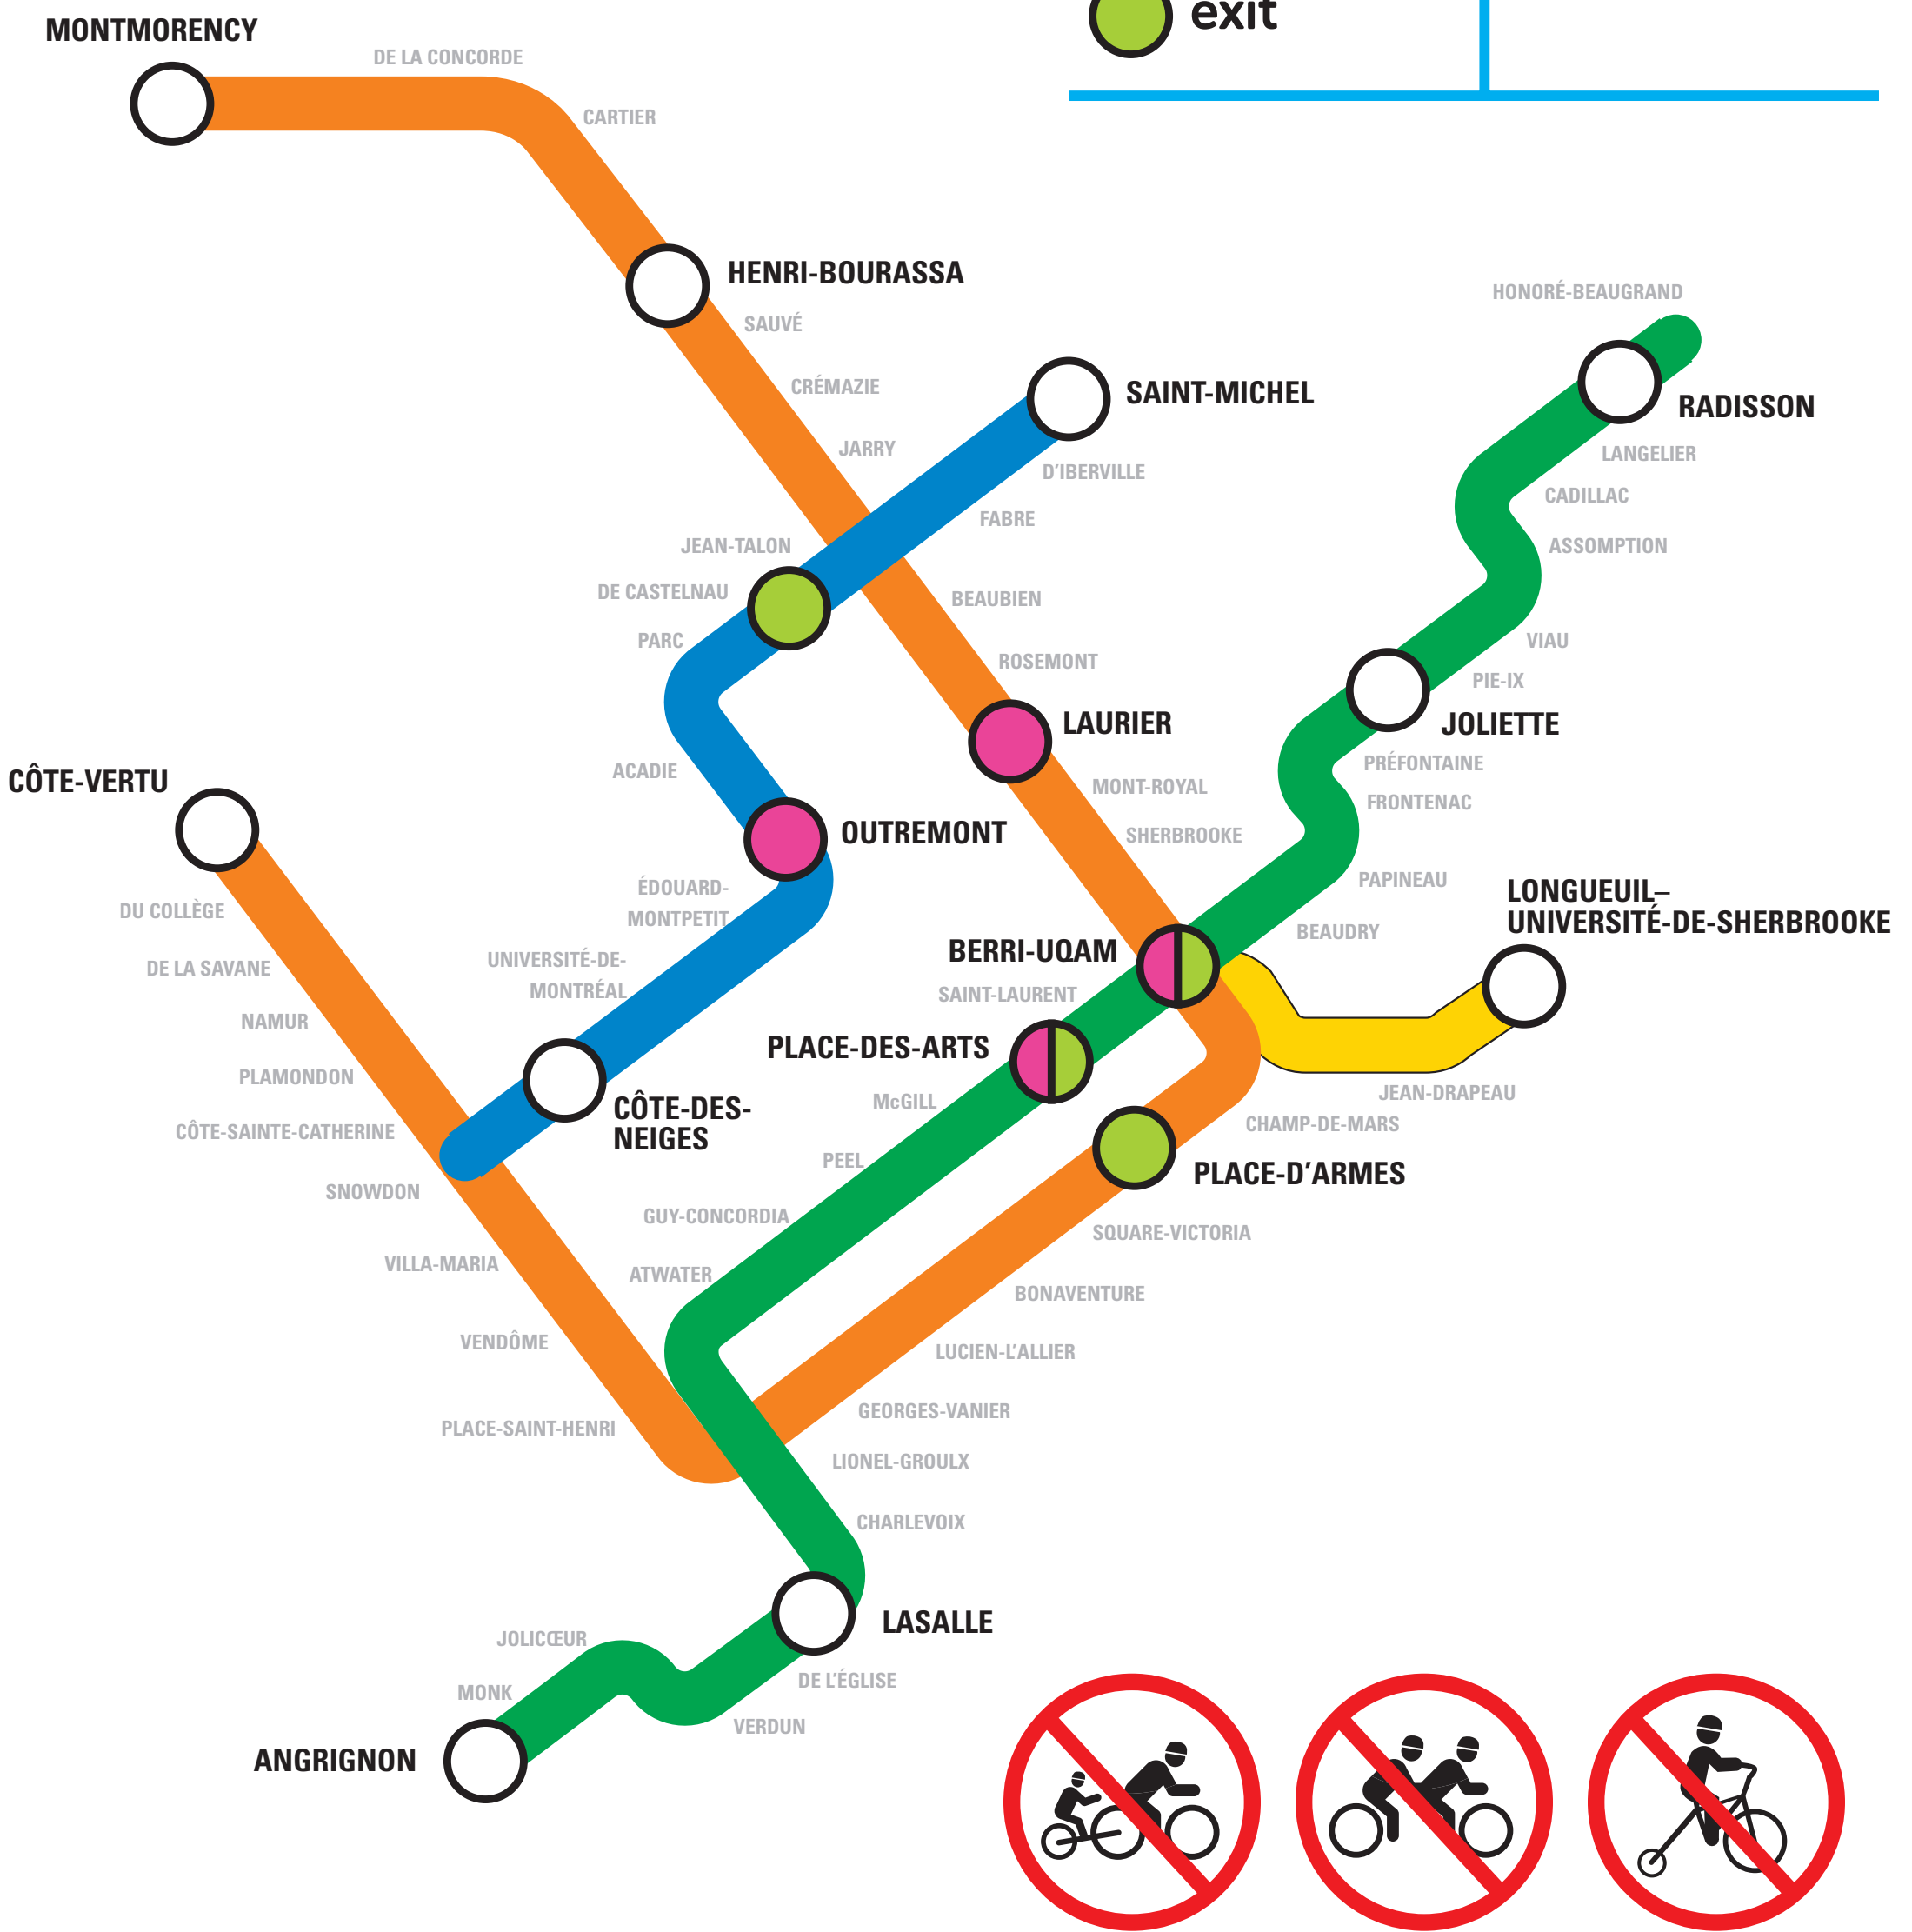 exit
MONTMORENCY
DE LA CONCORDE
CARTIER
HENRI-BOURASSA
SAUVÉ
CRÉMAZIE
JARRY
SAINT-MICHEL
D'IBERVILLE
FABRE
JEAN-TALON
DE CASTELNAU
PARC
ACADIE
OUTREMONT
ÉDOUARD-
MONTPETIT
UNIVERSITÉ-DE-
MONTRÉAL
CÔTE-DES-
NEIGES
BEAUBIEN
ROSEMONT
LAURIER
MONT-ROYAL
SHERBROOKE
BERRI-UQAM
HONORÉ-BEAUGRAND
RADISSON
LANGELIER
CADILLAC
ASSOMPTION
VIAU
PIE-IX
JOLIETTE
PRÉFONTAINE
FRONTENAC
PAPINEAU
BEAUDRY
LONGUEUIL–
UNIVERSITÉ-DE-SHERBROOKE
JEAN-DRAPEAU
SAINT-LAURENT
PLACE-DES-ARTS
McGILL
PEEL
GUY-CONCORDIA
ATWATER
CHAMP-DE-MARS
PLACE-D'ARMES
SQUARE-VICTORIA
BONAVENTURE
LUCIEN-L'ALLIER
GEORGES-VANIER
LIONEL-GROULX
CHARLEVOIX
LASALLE
DE L'ÉGLISE
VERDUN
JOLICŒUR
MONK
ANGRIGNON
CÔTE-VERTU
DU COLLÈGE
DE LA SAVANE
NAMUR
PLAMONDON
CÔTE-SAINTE-CATHERINE
SNOWDON
VILLA-MARIA
VENDÔME
PLACE-SAINT-HENRI